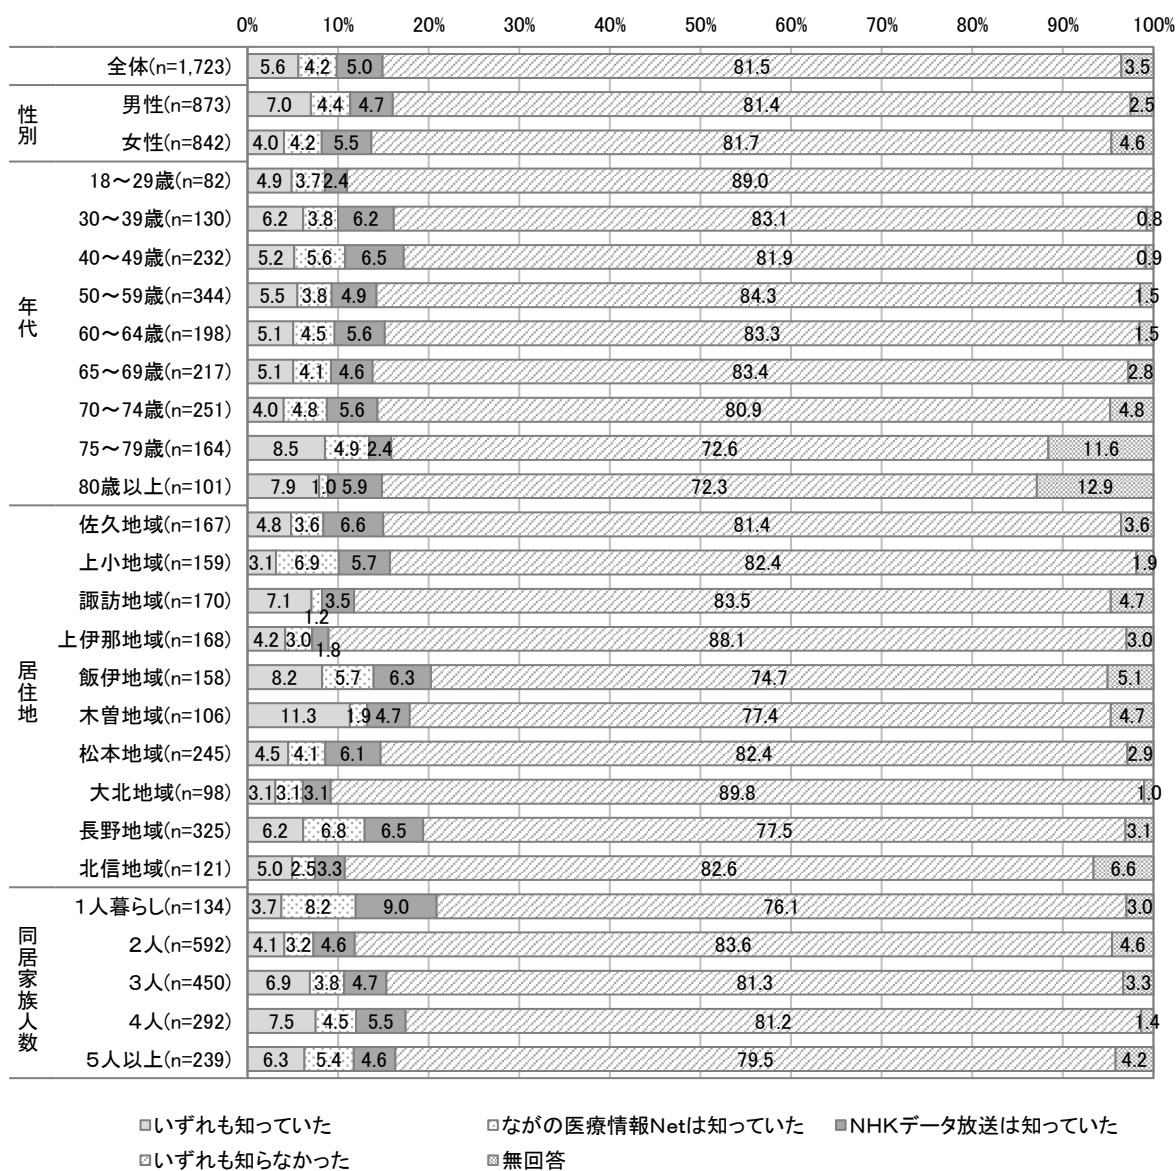 0% 10% 20% 30% 40% 50% 60% 70% 80% 90% 100%
全体(n=1,723) 5.6 4.2 5.0 81.5 3.5
性別
男性(n=873) 7.0 4.4 4.7 81.4 2.5
女性(n=842) 4.0 4.2 5.5 81.7 4.6
年代
18～29歳(n=82) 4.9 3.7 2.4 89.0
30～39歳(n=130) 6.2 3.8 6.2 83.1 0.8
40～49歳(n=232) 5.2 5.6 6.5 81.9 0.9
50～59歳(n=344) 5.5 3.8 4.9 84.3 1.5
60～64歳(n=198) 5.1 4.5 5.6 83.3 1.5
65～69歳(n=217) 5.1 4.1 4.6 83.4 2.8
70～74歳(n=251) 4.0 4.8 5.6 80.9 4.8
75～79歳(n=164) 8.5 4.9 2.4 72.6 11.6
80歳以上(n=101) 7.9 1.0 5.9 72.3 12.9
居住地
佐久地域(n=167) 4.8 3.6 6.6 81.4 3.6
上小地域(n=159) 3.1 6.9 5.7 82.4 1.9
諏訪地域(n=170) 7.1 1.2 3.5 83.5 4.7
上伊那地域(n=168) 4.2 3.0 1.8 88.1 3.0
飯伊地域(n=158) 8.2 5.7 6.3 74.7 5.1
木曽地域(n=106) 11.3 1.9 4.7 77.4 4.7
松本地域(n=245) 4.5 4.1 6.1 82.4 2.9
大北地域(n=98) 3.1 3.1 3.1 89.8 1.0
長野地域(n=325) 6.2 6.8 6.5 77.5 3.1
北信地域(n=121) 5.0 2.5 3.3 82.6 6.6
同居家族人数
１人暮らし(n=134) 3.7 8.2 9.0 76.1 3.0
２人(n=592) 4.1 3.2 4.6 83.6 4.6
３人(n=450) 6.9 3.8 4.7 81.3 3.3
４人(n=292) 7.5 4.5 5.5 81.2 1.4
５人以上(n=239) 6.3 5.4 4.6 79.5 4.2
いずれも知っていた ながの医療情報Netは知っていた NHKデータ放送は知っていた
いずれも知らなかった 無回答